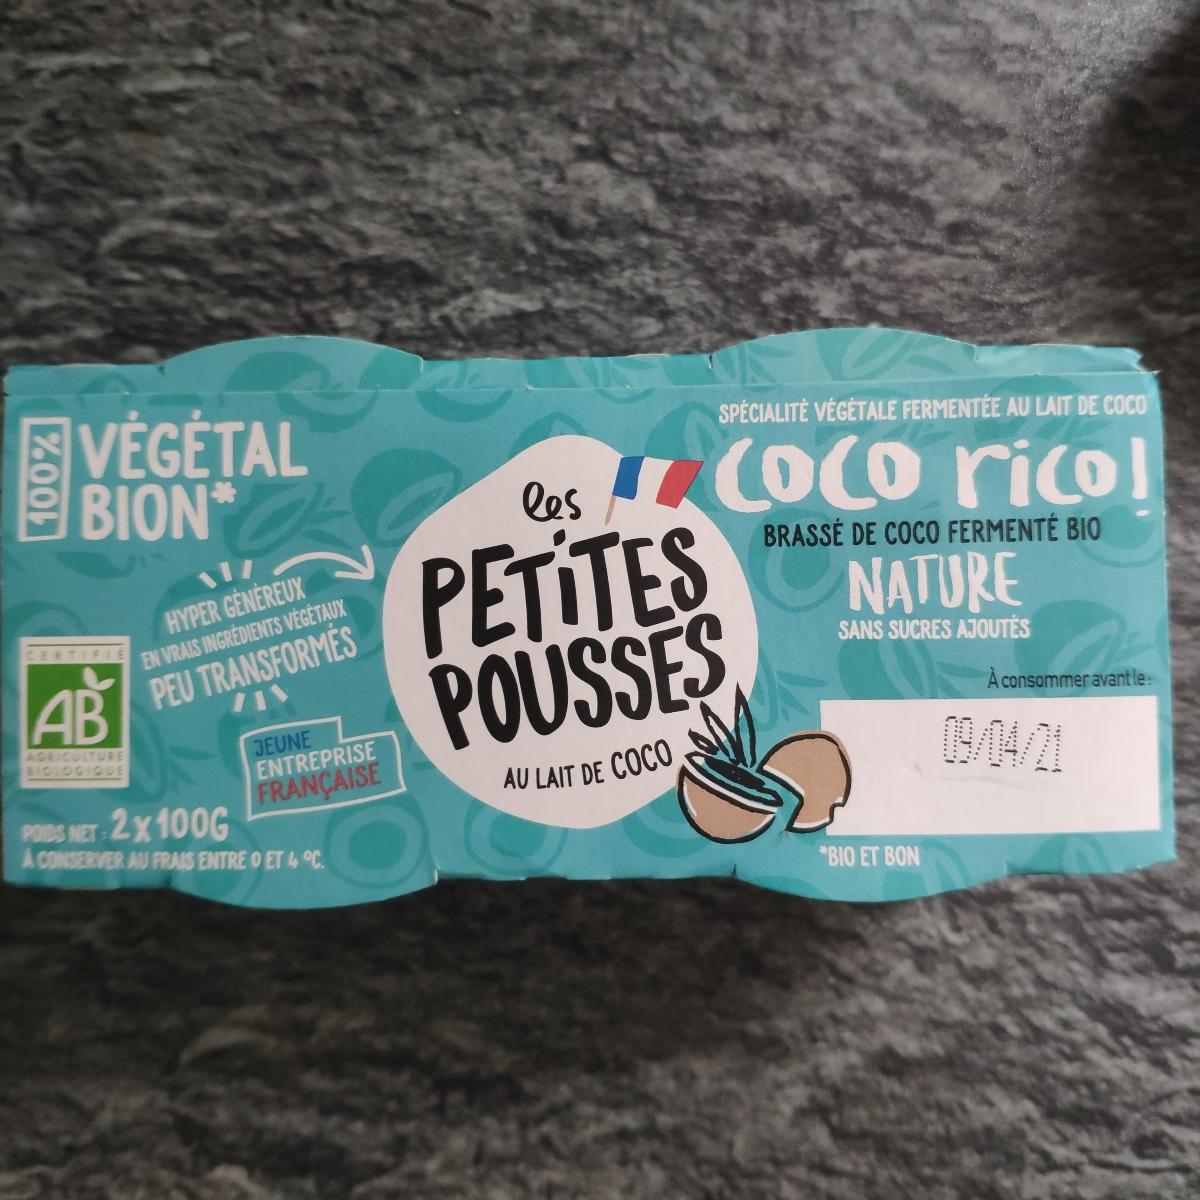 100%
VÉGÉTAL
BION*
HYPER GÉNÉREUX
EN VRAIS INGRÉDIENTS VÉGÉTAUX
PEU TRANSFORMÉS
CERTIFIÉ
AB
AGRICULTURE
BIOLOGIQUE
JEUNE
ENTREPRISE
FRANÇAISE
POIDS NET : 2 x 100G
À CONSERVER AU FRAIS ENTRE 0 ET 4 °C.
les
PETITES
POUSSES
AU LAIT DE COCO
SPÉCIALITÉ VÉGÉTALE FERMENTÉE AU LAIT DE COCO
COCO rico!
BRASSÉ DE COCO FERMENTÉ BIO
NATURE
SANS SUCRES AJOUTÉS
À consommer avant le :
09/04/21
*BIO ET BON